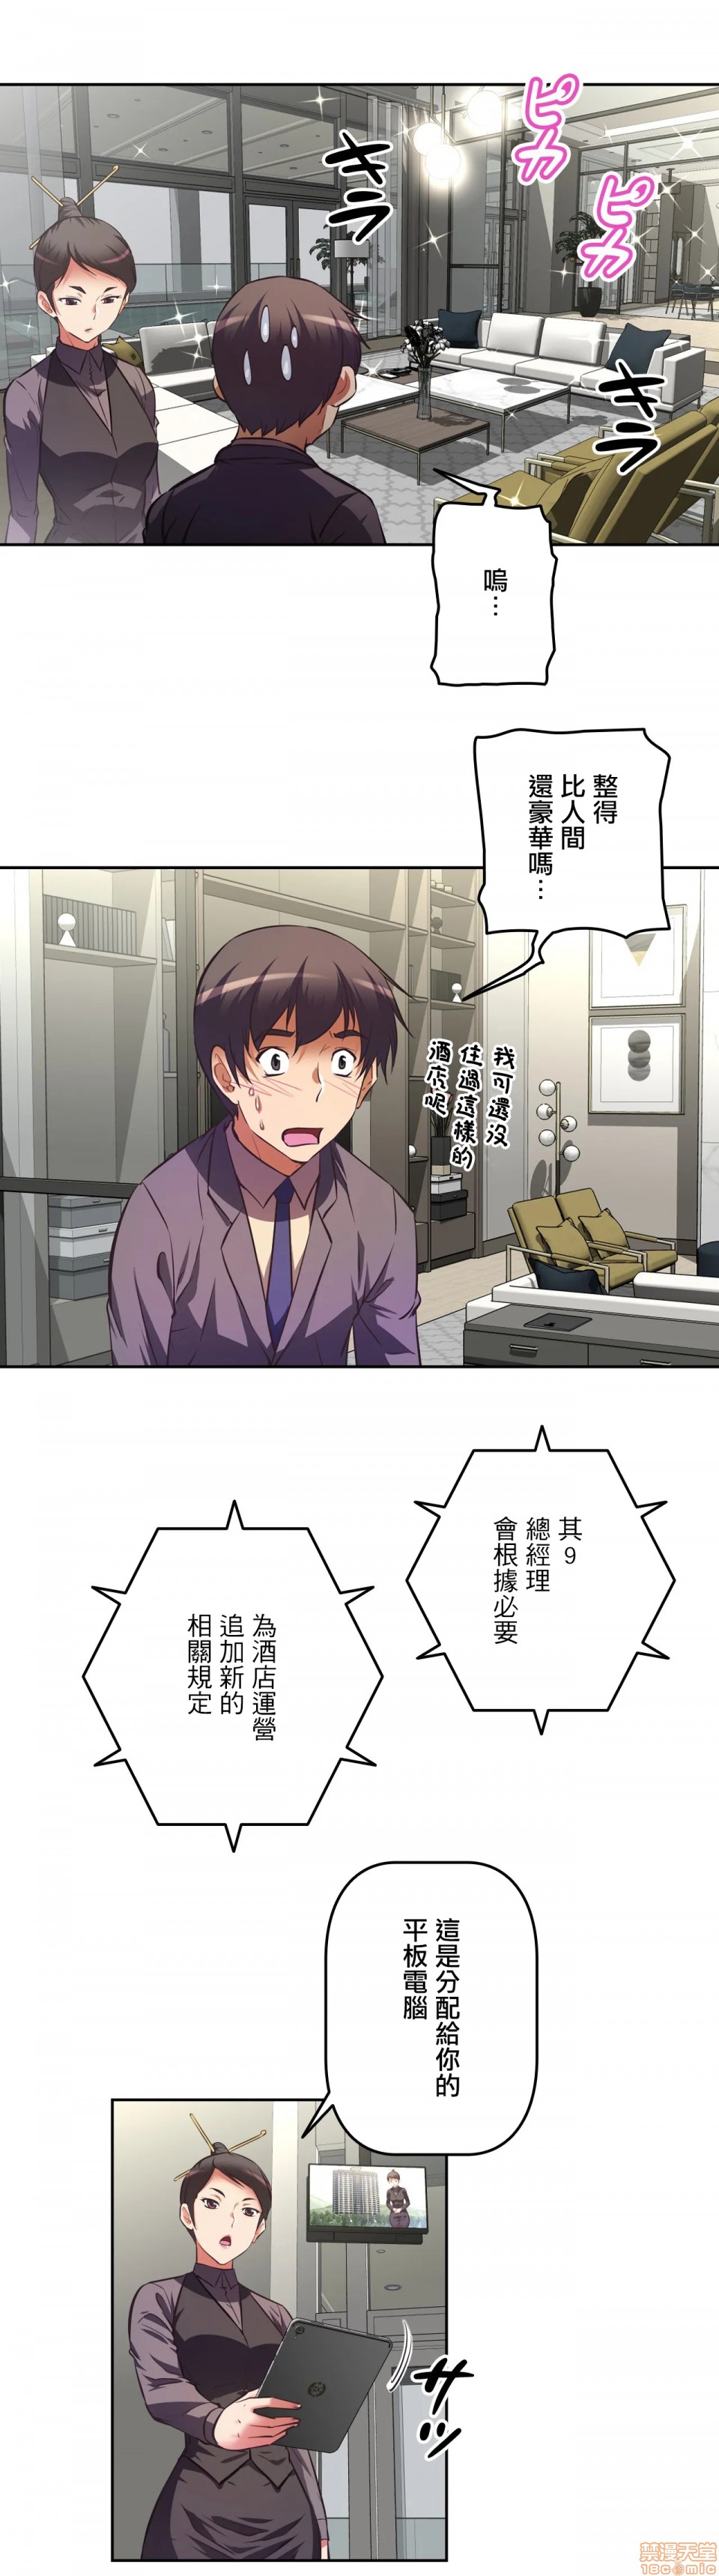 ピカ
ピカ
キラ
キラ
嗚…
整得
比人間
還豪華嗎…
我可還沒
住過這樣的
酒店呢
其9
總經理
會根據必要
為酒店運營
追加新的
相關規定
這是分配給你的
平板電腦
サッ
禁漫天堂
18comic